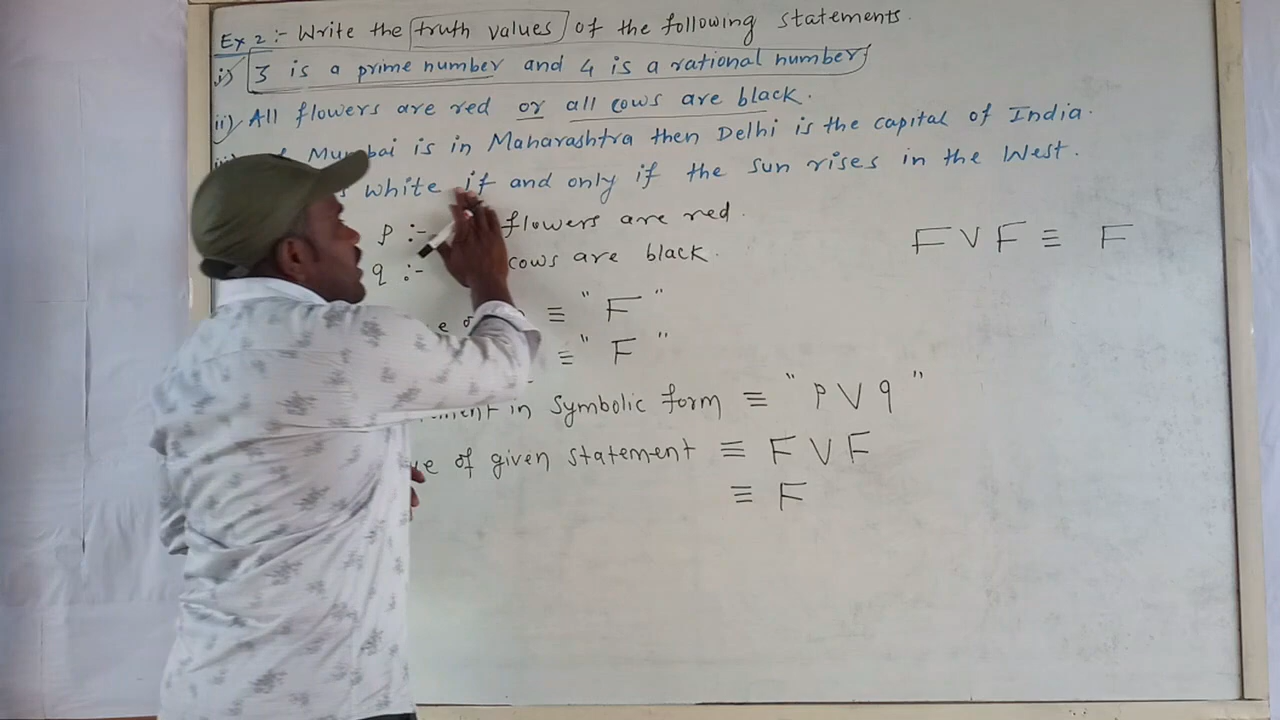 Ex 2 :- Write the truth values of the following statements.
i) 3 is a prime number and 4 is a rational number
ii) All flowers are red or all cows are black.
Mumbai is in Maharashtra then Delhi is the capital of India.
white if and only if the sun rises in the West.
p :- flowers are red.
q :- cows are black.
F ∨ F ≡ F
≡ " F "
≡ " F "
in symbolic form ≡ " p ∨ q "
of given statement ≡ F ∨ F
≡ F